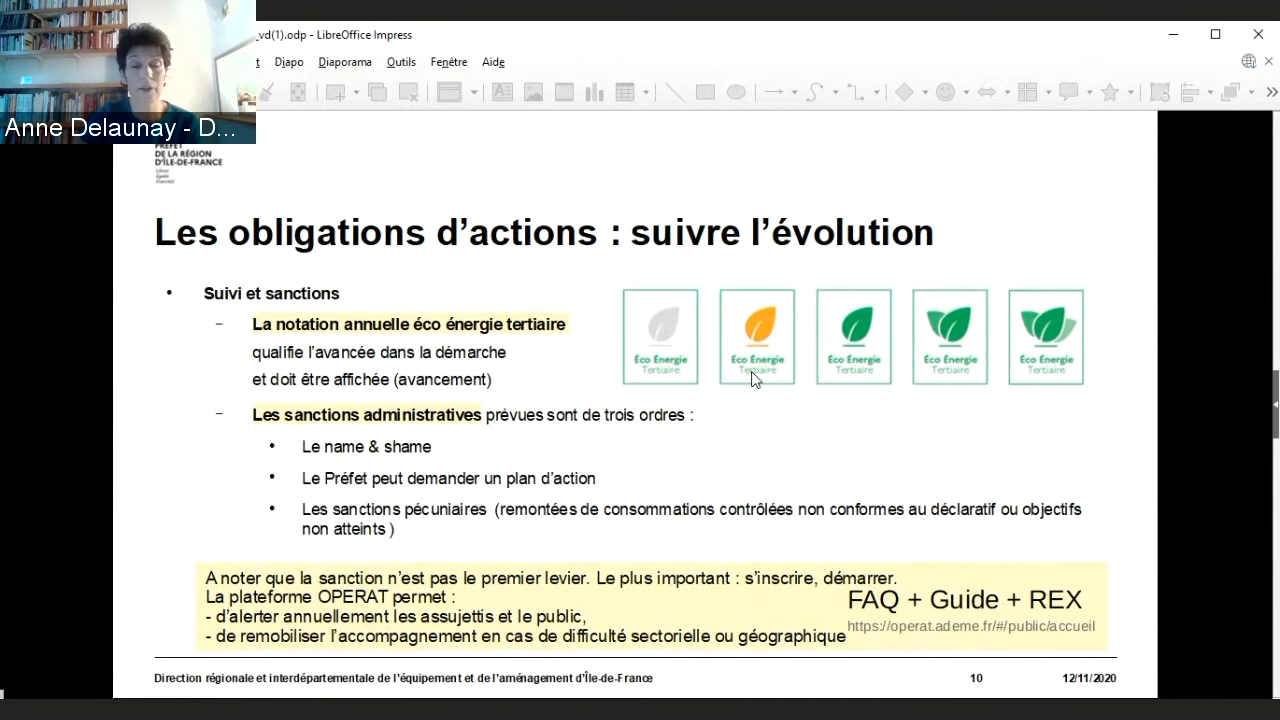 _vd(1).odp - LibreOffice Impress
t Diapo Diaporama Outils Fenêtre Aide
Anne Delaunay - D...
PRÉFET
DE LA RÉGION
D'ÎLE-DE-FRANCE
Liberté
Égalité
Fraternité
Les obligations d'actions : suivre l'évolution
• Suivi et sanctions
– La notation annuelle éco énergie tertiaire
qualifie l'avancée dans la démarche
et doit être affichée (avancement)
Éco Énergie Tertiaire
Éco Énergie Tertiaire
Éco Énergie Tertiaire
Éco Énergie Tertiaire
Éco Énergie Tertiaire
– Les sanctions administratives prévues sont de trois ordres :
• Le name & shame
• Le Préfet peut demander un plan d'action
• Les sanctions pécuniaires (remontées de consommations contrôlées non conformes au déclaratif ou objectifs
non atteints )
A noter que la sanction n'est pas le premier levier. Le plus important : s'inscrire, démarrer.
La plateforme OPERAT permet :
- d'alerter annuellement les assujettis et le public,
- de remobiliser l'accompagnement en cas de difficulté sectorielle ou géographique
FAQ + Guide + REX
https://operat.ademe.fr/#/public/accueil
Direction régionale et interdépartementale de l'équipement et de l'aménagement d'Île-de-France 10 12/11/2020